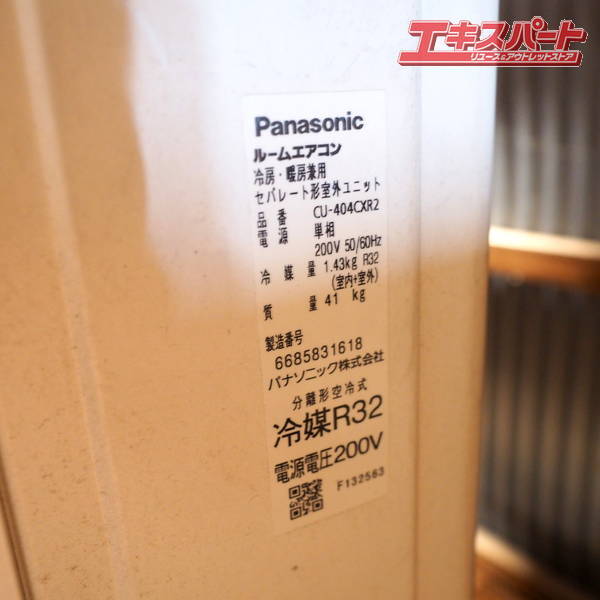 エキスパート
リユース&アウトレットストア
Panasonic
ルームエアコン
冷房・暖房兼用
セパレート形室外ユニット
品番 CU-404CXR2
電源 単相
200V 50/60Hz
冷媒量 1.43kg R32
(室内+室外)
質量 41 kg
製造番号
6685831618
パナソニック株式会社
分離形空冷式
冷媒R32
電源電圧200V
F132563